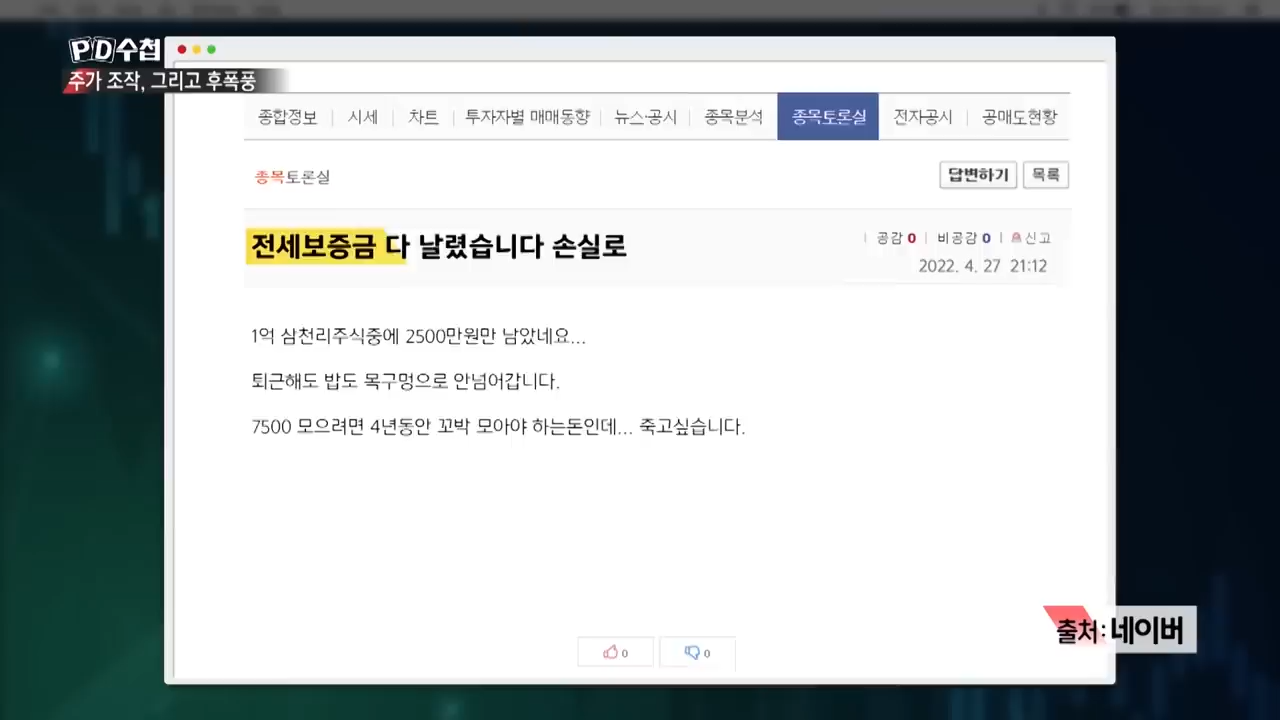 PD수첩
주가 조작, 그리고 후폭풍
종합정보 시세 차트 투자자별 매매동향 뉴스·공시 종목분석 종목토론실 전자공시 공매도현황
종목토론실
답변하기 목록
전세보증금 다 날렸습니다 손실로
공감 0 비공감 0 신고
2022. 4. 27 21:12
1억 삼천리주식중에 2500만원만 남았네요...
퇴근해도 밥도 목구멍으로 안넘어갑니다.
7500 모으려면 4년동안 꼬박 모아야 하는돈인데... 죽고싶습니다.
출처: 네이버
0 0